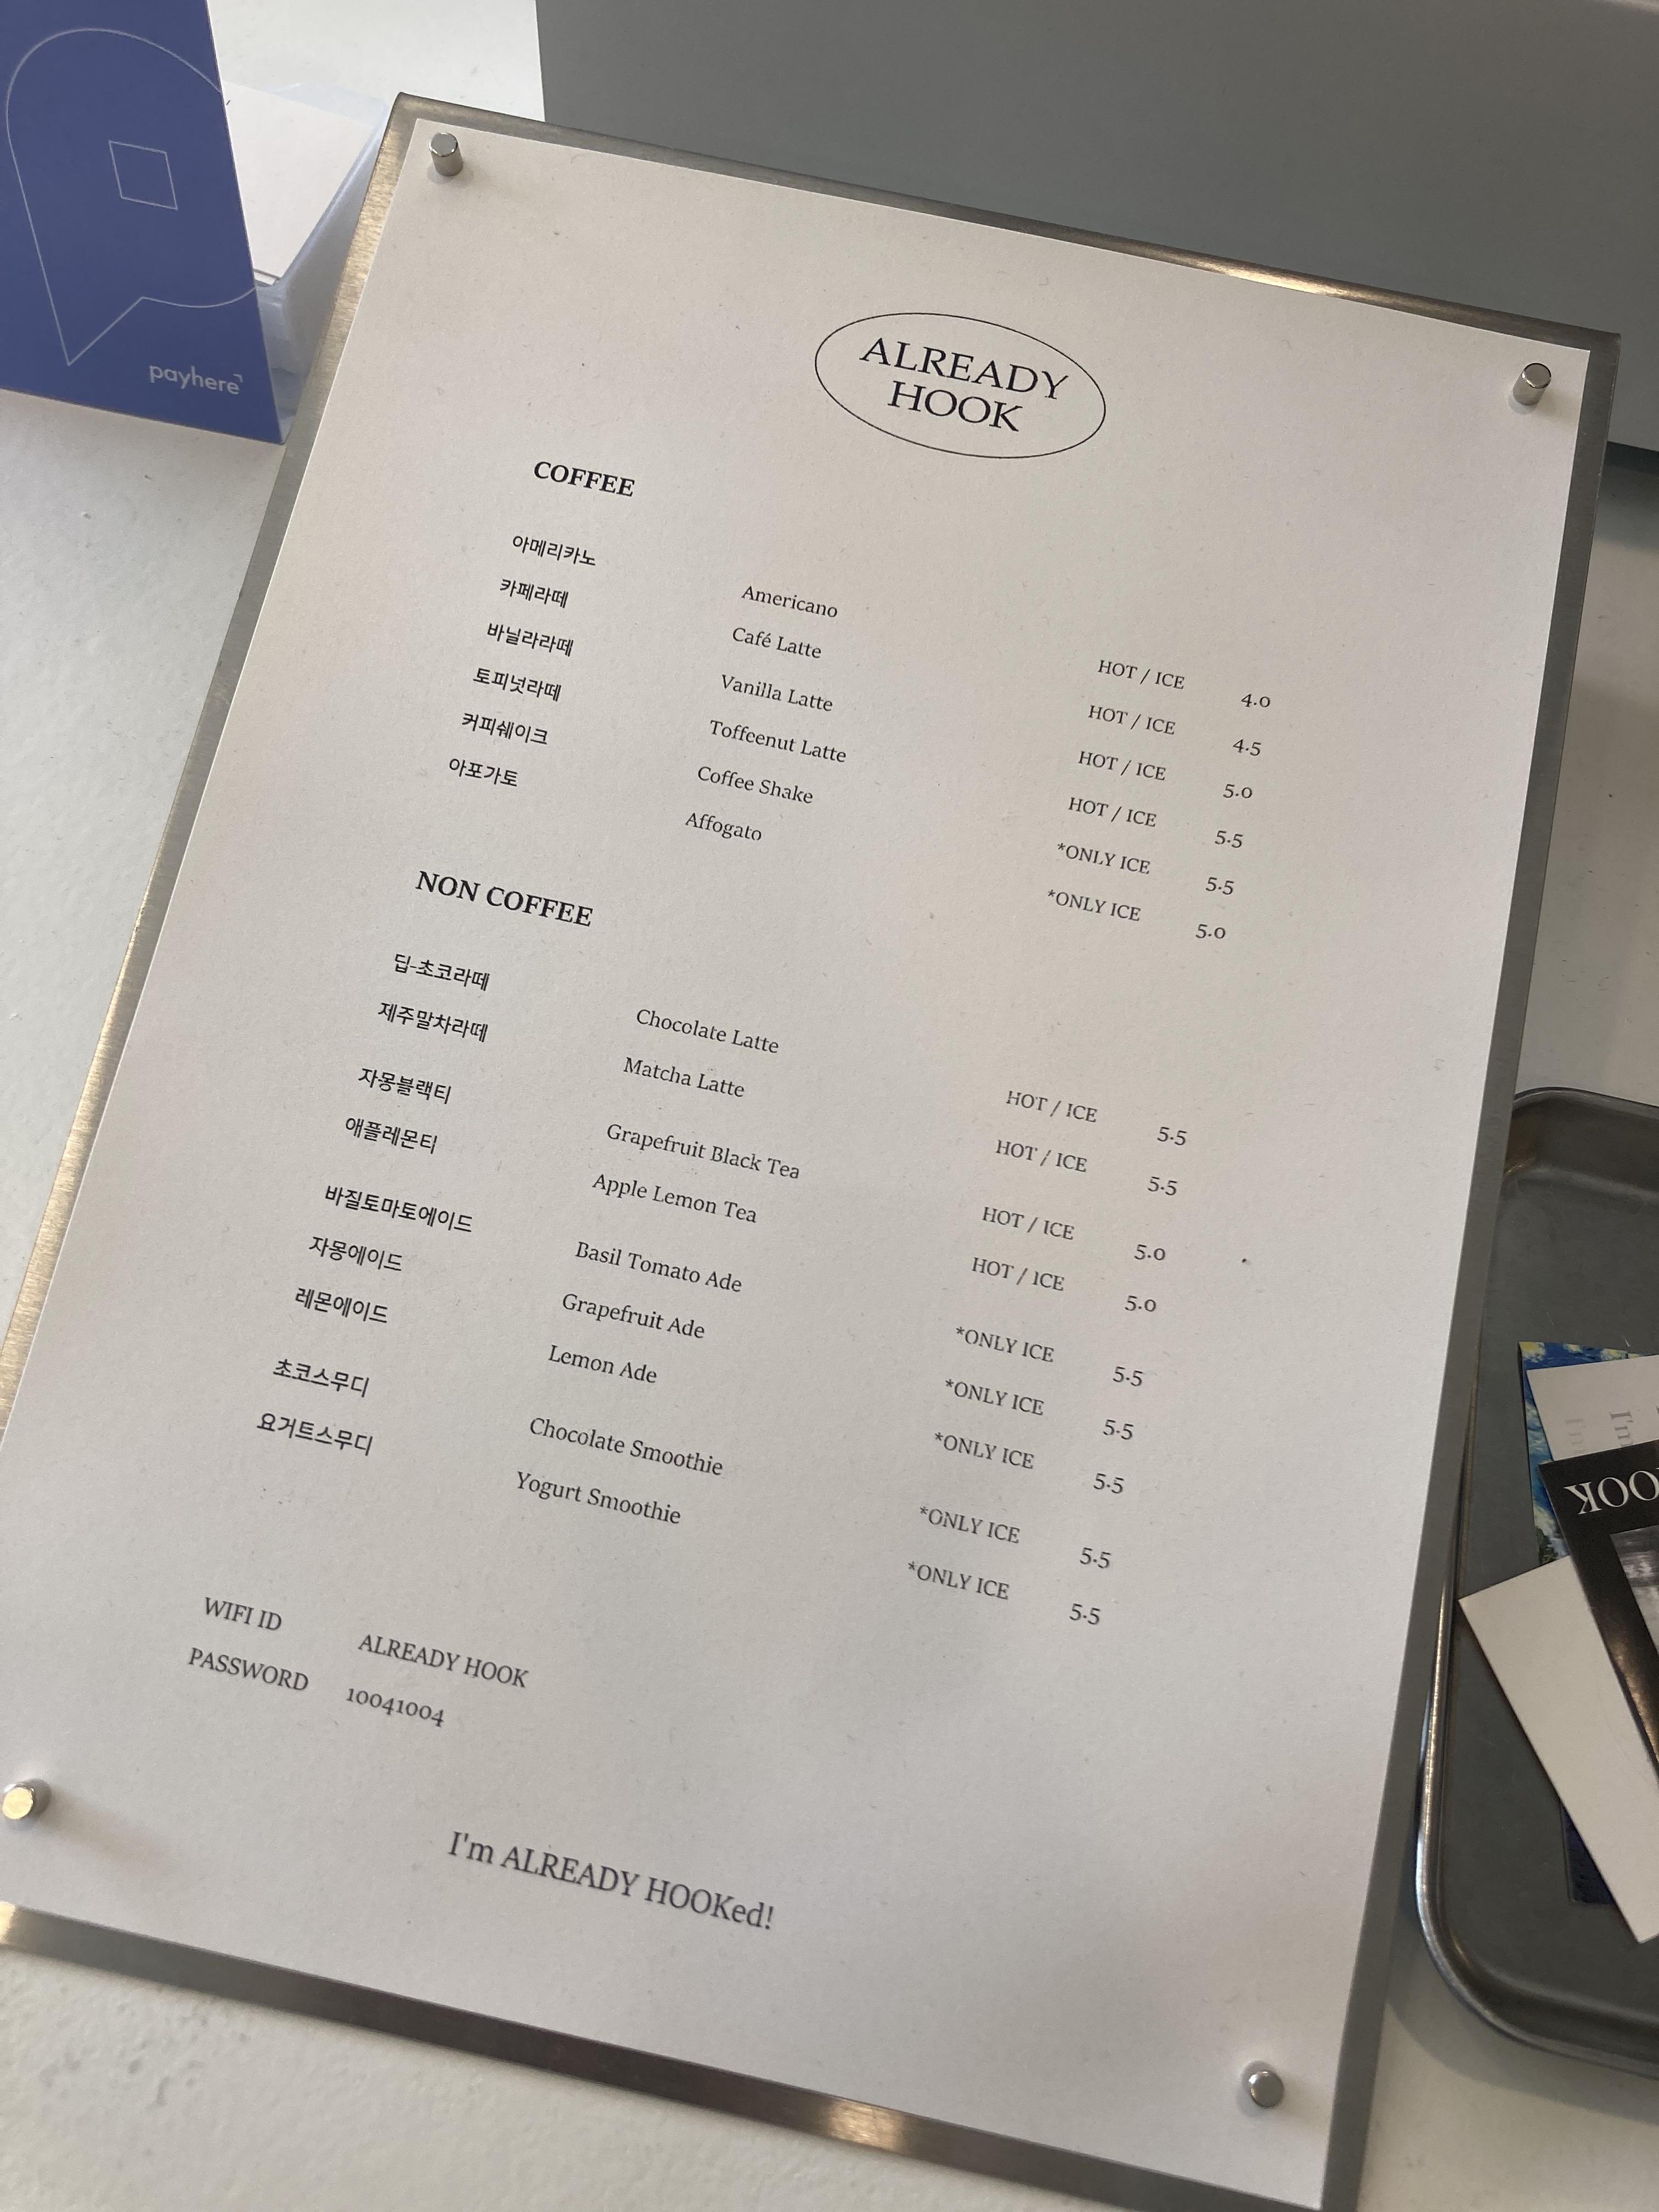 payhere
ALREADY
HOOK
COFFEE
아메리카노 Americano HOT / ICE 4.0
카페라떼 Café Latte HOT / ICE 4.5
바닐라라떼 Vanilla Latte HOT / ICE 5.0
토피넛라떼 Toffeenut Latte HOT / ICE 5.5
커피쉐이크 Coffee Shake *ONLY ICE 5.5
아포가토 Affogato *ONLY ICE 5.0
NON COFFEE
딥-초코라떼 Chocolate Latte HOT / ICE 5.5
제주말차라떼 Matcha Latte HOT / ICE 5.5
자몽블랙티 Grapefruit Black Tea HOT / ICE 5.0
애플레몬티 Apple Lemon Tea HOT / ICE 5.0
바질토마토에이드 Basil Tomato Ade *ONLY ICE 5.5
자몽에이드 Grapefruit Ade *ONLY ICE 5.5
레몬에이드 Lemon Ade *ONLY ICE 5.5
초코스무디 Chocolate Smoothie *ONLY ICE 5.5
요거트스무디 Yogurt Smoothie *ONLY ICE 5.5
WIFI ID ALREADY HOOK
PASSWORD 10041004
I'm ALREADY HOOKed!
I'm